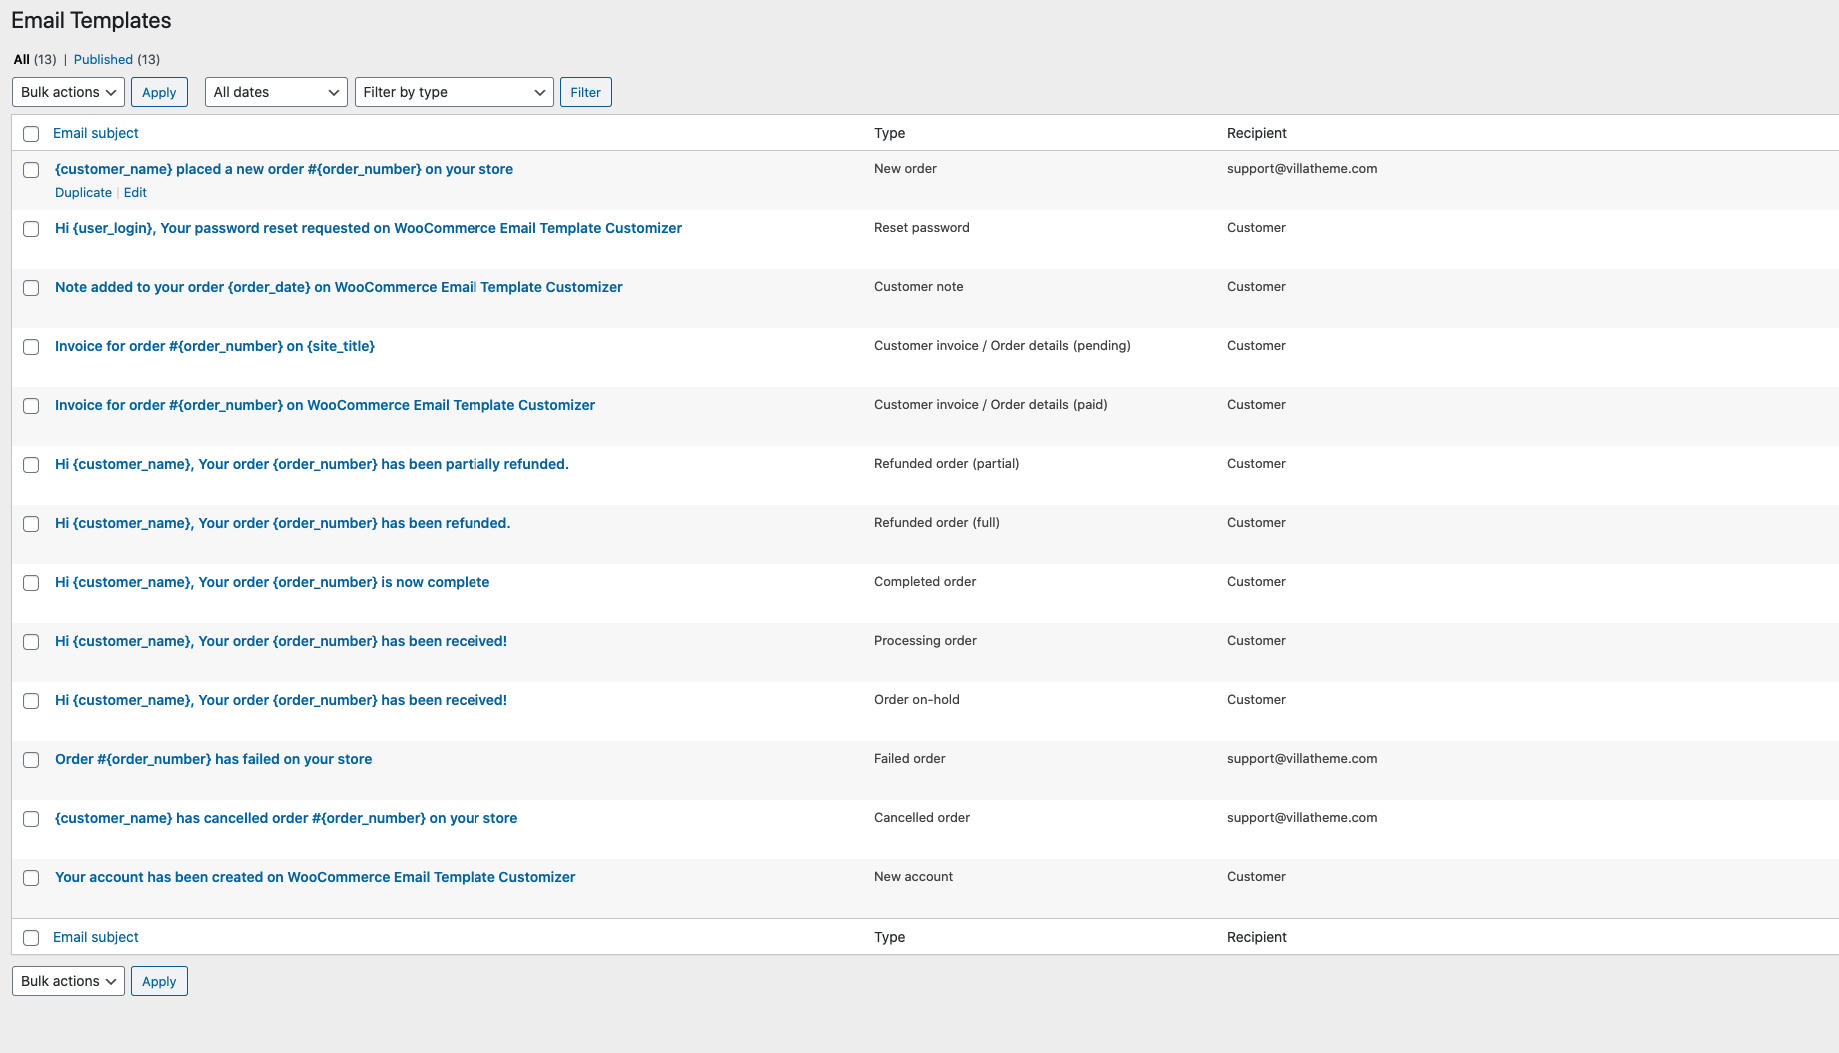 Email Templates
All (13) | Published (13)
Bulk actions Apply All dates Filter by type Filter
Email subject Type Recipient
{customer_name} placed a new order #{order_number} on your store New order support@villatheme.com
Duplicate | Edit
Hi {user_login}, Your password reset requested on WooCommerce Email Template Customizer Reset password Customer
Note added to your order {order_date} on WooCommerce Email Template Customizer Customer note Customer
Invoice for order #{order_number} on {site_title} Customer invoice / Order details (pending) Customer
Invoice for order #{order_number} on WooCommerce Email Template Customizer Customer invoice / Order details (paid) Customer
Hi {customer_name}, Your order {order_number} has been partially refunded. Refunded order (partial) Customer
Hi {customer_name}, Your order {order_number} has been refunded. Refunded order (full) Customer
Hi {customer_name}, Your order {order_number} is now complete Completed order Customer
Hi {customer_name}, Your order {order_number} has been received! Processing order Customer
Hi {customer_name}, Your order {order_number} has been received! Order on-hold Customer
Order #{order_number} has failed on your store Failed order support@villatheme.com
{customer_name} has cancelled order #{order_number} on your store Cancelled order support@villatheme.com
Your account has been created on WooCommerce Email Template Customizer New account Customer
Email subject Type Recipient
Bulk actions Apply